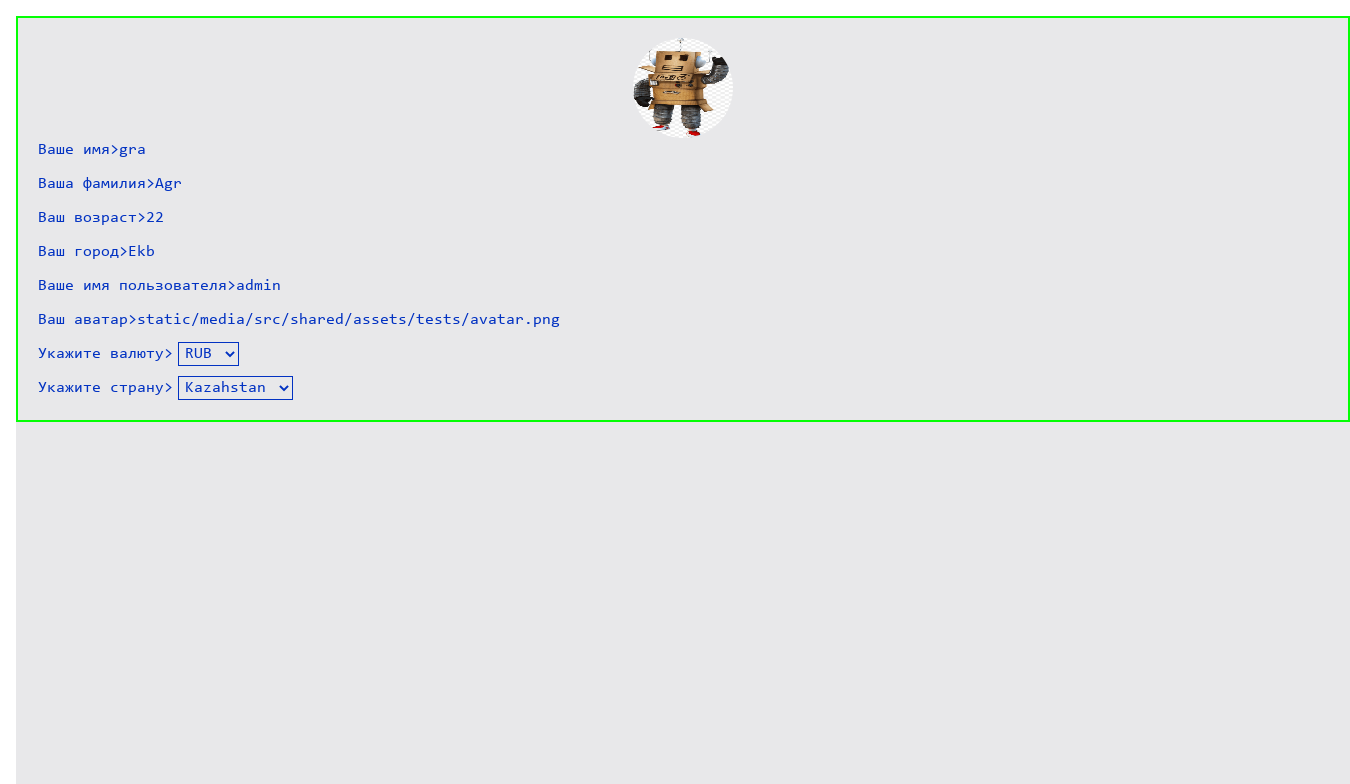 Ваше имя>gra
Ваша фамилия>Agr
Ваш возраст>22
Ваш город>Ekb
Ваше имя пользователя>admin
Ваш аватар>static/media/src/shared/assets/tests/avatar.png
Укажите валюту> RUB
Укажите страну> Kazahstan